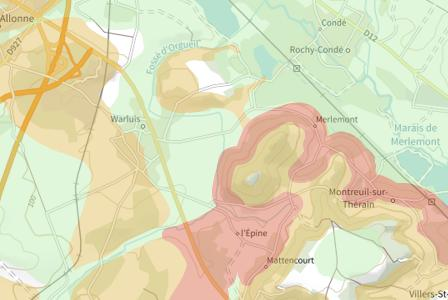 Allonne
D927
Fossé d'Orgueil
Condé
Rochy-Condé
D12
Warluis
Merlemont
Marais de
Merlemont
Montreuil-sur-
Thérain
100
l'Épine
Mattencourt
Villers-St-